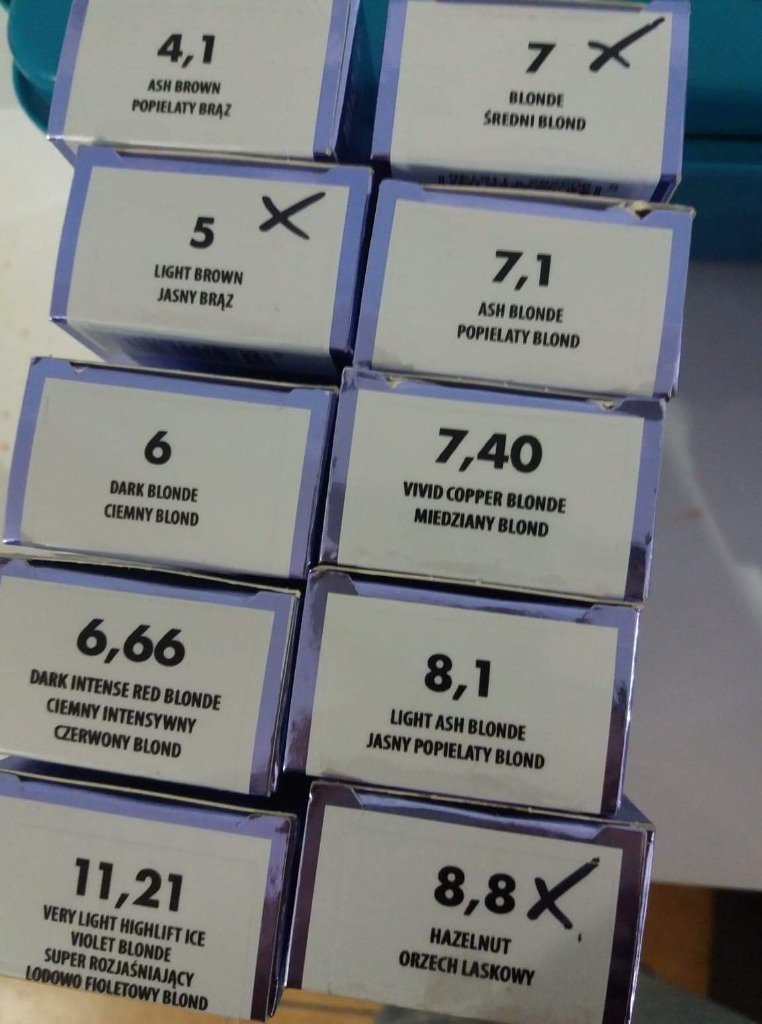 4,1
ASH BROWN
POPIELATY BRĄZ
7
BLONDE
ŚREDNI BLOND
5
LIGHT BROWN
JASNY BRĄZ
7,1
ASH BLONDE
POPIELATY BLOND
6
DARK BLONDE
CIEMNY BLOND
7,40
VIVID COPPER BLONDE
MIEDZIANY BLOND
6,66
DARK INTENSE RED BLONDE
CIEMNY INTENSYWNY
CZERWONY BLOND
8,1
LIGHT ASH BLONDE
JASNY POPIELATY BLOND
11,21
VERY LIGHT HIGHLIFT ICE
VIOLET BLONDE
SUPER ROZJAŚNIAJĄCY
LODOWO FIOLETOWY BLOND
8,8
HAZELNUT
ORZECH LASKOWY